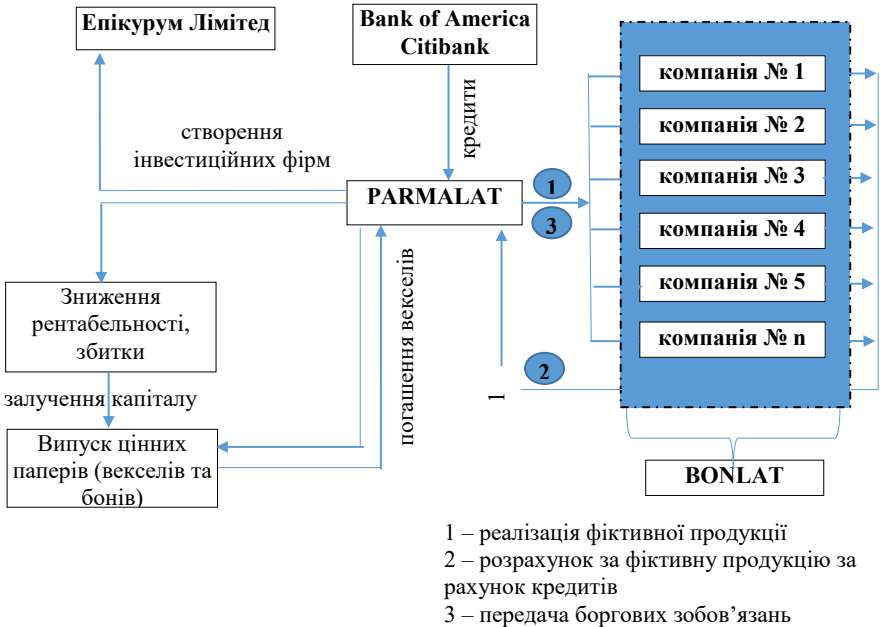 Епікурум Лімітед
Bank of America
Citibank
створення
інвестиційних фірм
кредити
PARMALAT
1
3
компанія № 1
компанія № 2
компанія № 3
компанія № 4
компанія № 5
компанія № n
Зниження
рентабельності,
збитки
залучення капіталу
Випуск цінних
паперів (векселів та
бонів)
погашення векселів
1
2
BONLAT
1 – реалізація фіктивної продукції
2 – розрахунок за фіктивну продукцію за
рахунок кредитів
3 – передача боргових зобов’язань